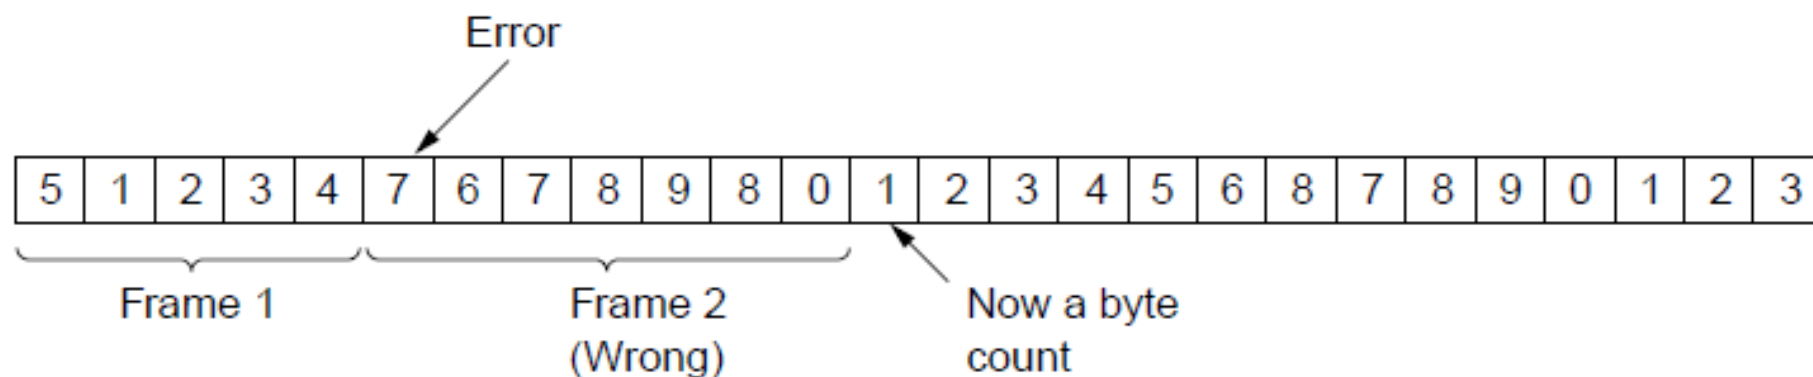 Error
5 1 2 3 4 7 6 7 8 9 8 0 1 2 3 4 5 6 8 7 8 9 0 1 2 3
Frame 1
Frame 2
(Wrong)
Now a byte
count